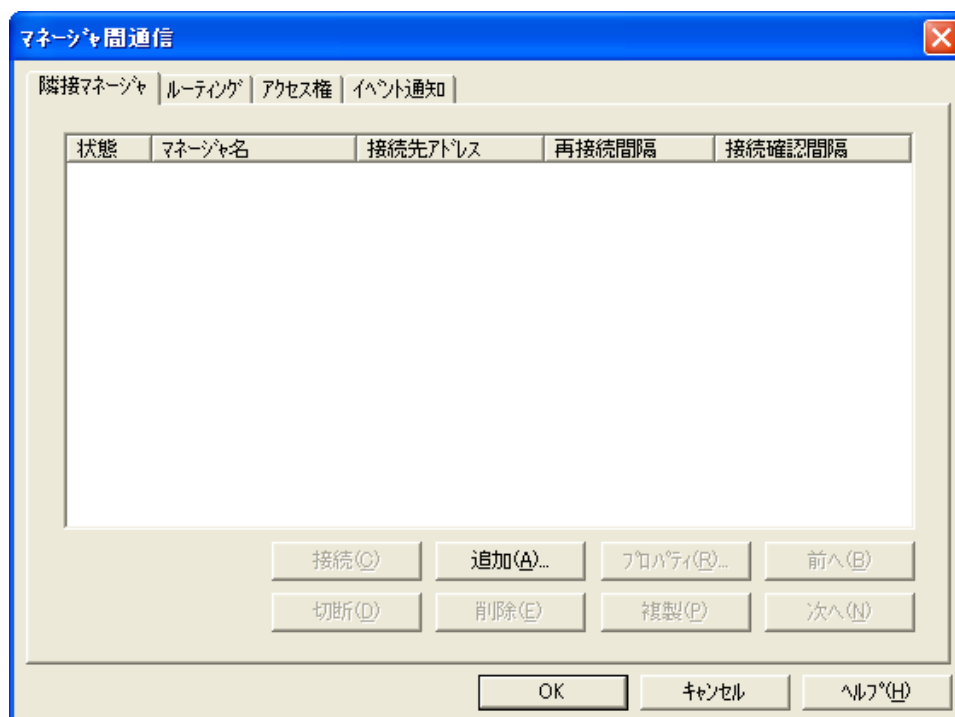 マネージャ間通信
隣接マネージャ ルーティング アクセス権 イベント通知
状態 マネージャ名 接続先アドレス 再接続間隔 接続確認間隔
接続(C) 追加(A)... プロパティ(R)... 前へ(B)
切断(D) 削除(E) 複製(P) 次へ(N)
OK キャンセル ヘルプ(H)